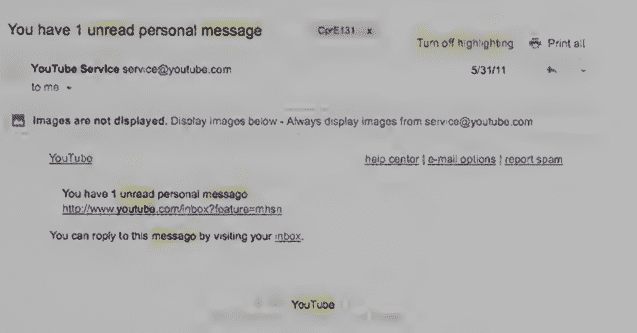 You have 1 unread personal message CprE131 x
Turn off highlighting Print all
YouTube Service service@youtube.com 5/31/11
to me
Images are not displayed. Display images below - Always display images from service@youtube.com
YouTube help center | e-mail options | report spam
You have 1 unread personal message
http://www.youtube.com/inbox?feature=mhsn
You can reply to this message by visiting your inbox.
YouTube